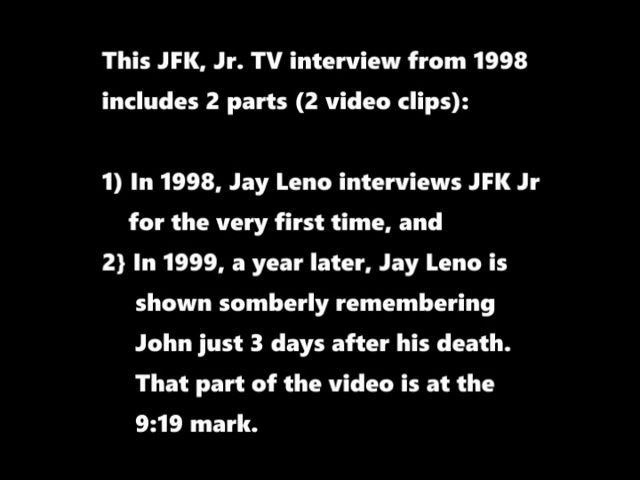 This JFK, Jr. TV interview from 1998
includes 2 parts (2 video clips):
1) In 1998, Jay Leno interviews JFK Jr
for the very first time, and
2} In 1999, a year later, Jay Leno is
shown somberly remembering
John just 3 days after his death.
That part of the video is at the
9:19 mark.